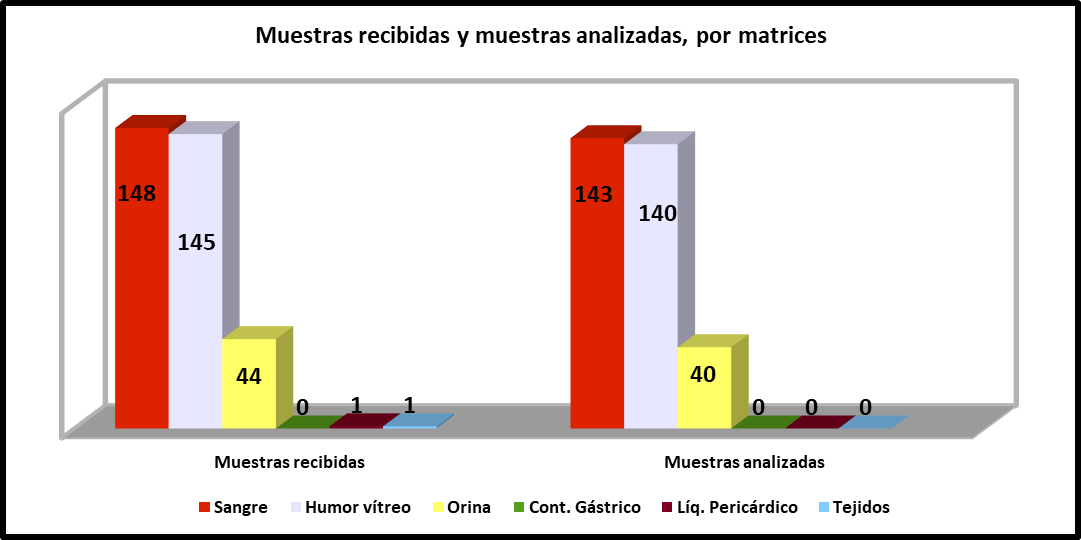 Muestras recibidas y muestras analizadas, por matrices
148
145
44
0
1
1
143
140
40
0
0
0
Muestras recibidas
Muestras analizadas
Sangre
Humor vítreo
Orina
Cont. Gástrico
Líq. Pericárdico
Tejidos